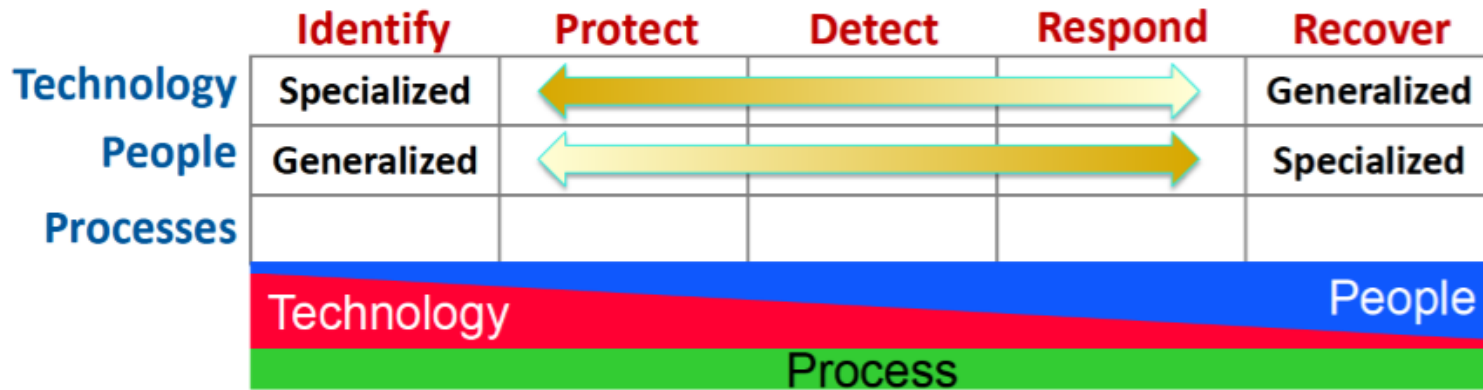 Identify Protect Detect Respond Recover
Technology Specialized Generalized
People Generalized Specialized
Processes
Technology People
Process